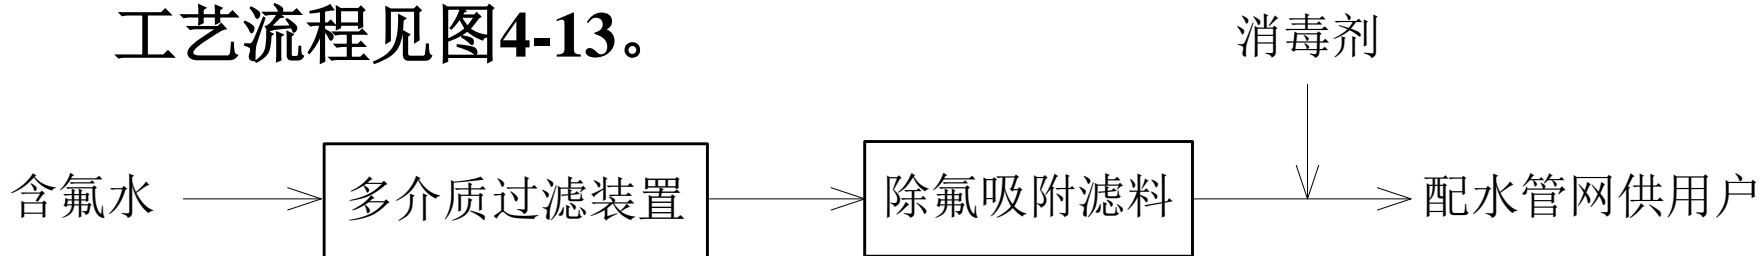 工艺流程见图4-13。
消毒剂
含氟水
多介质过滤装置
除氟吸附滤料
配水管网供用户